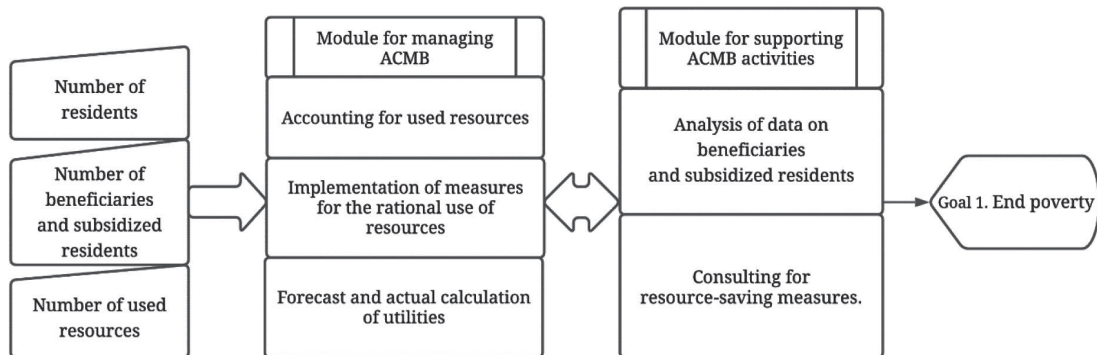 Number of
residents
Number of
beneficiaries
and subsidized
residents
Number of used
resources
Module for managing
ACMB
Accounting for used resources
Implementation of measures
for the rational use of
resources
Forecast and actual calculation
of utilities
Module for supporting
ACMB activities
Analysis of data on
beneficiaries
and subsidized residents
Consulting for
resource-saving measures.
Goal 1. End poverty